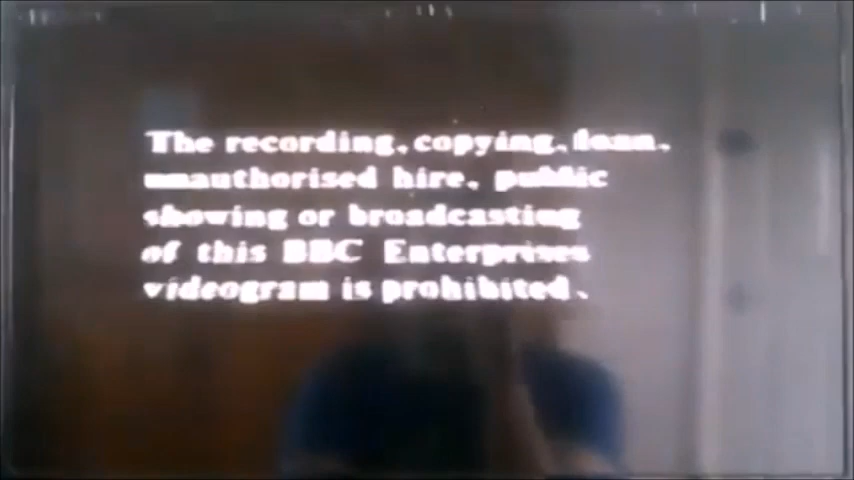 The recording, copying, loan,
unauthorised hire, public
showing or broadcasting
of this BBC Enterprises
videogram is prohibited.